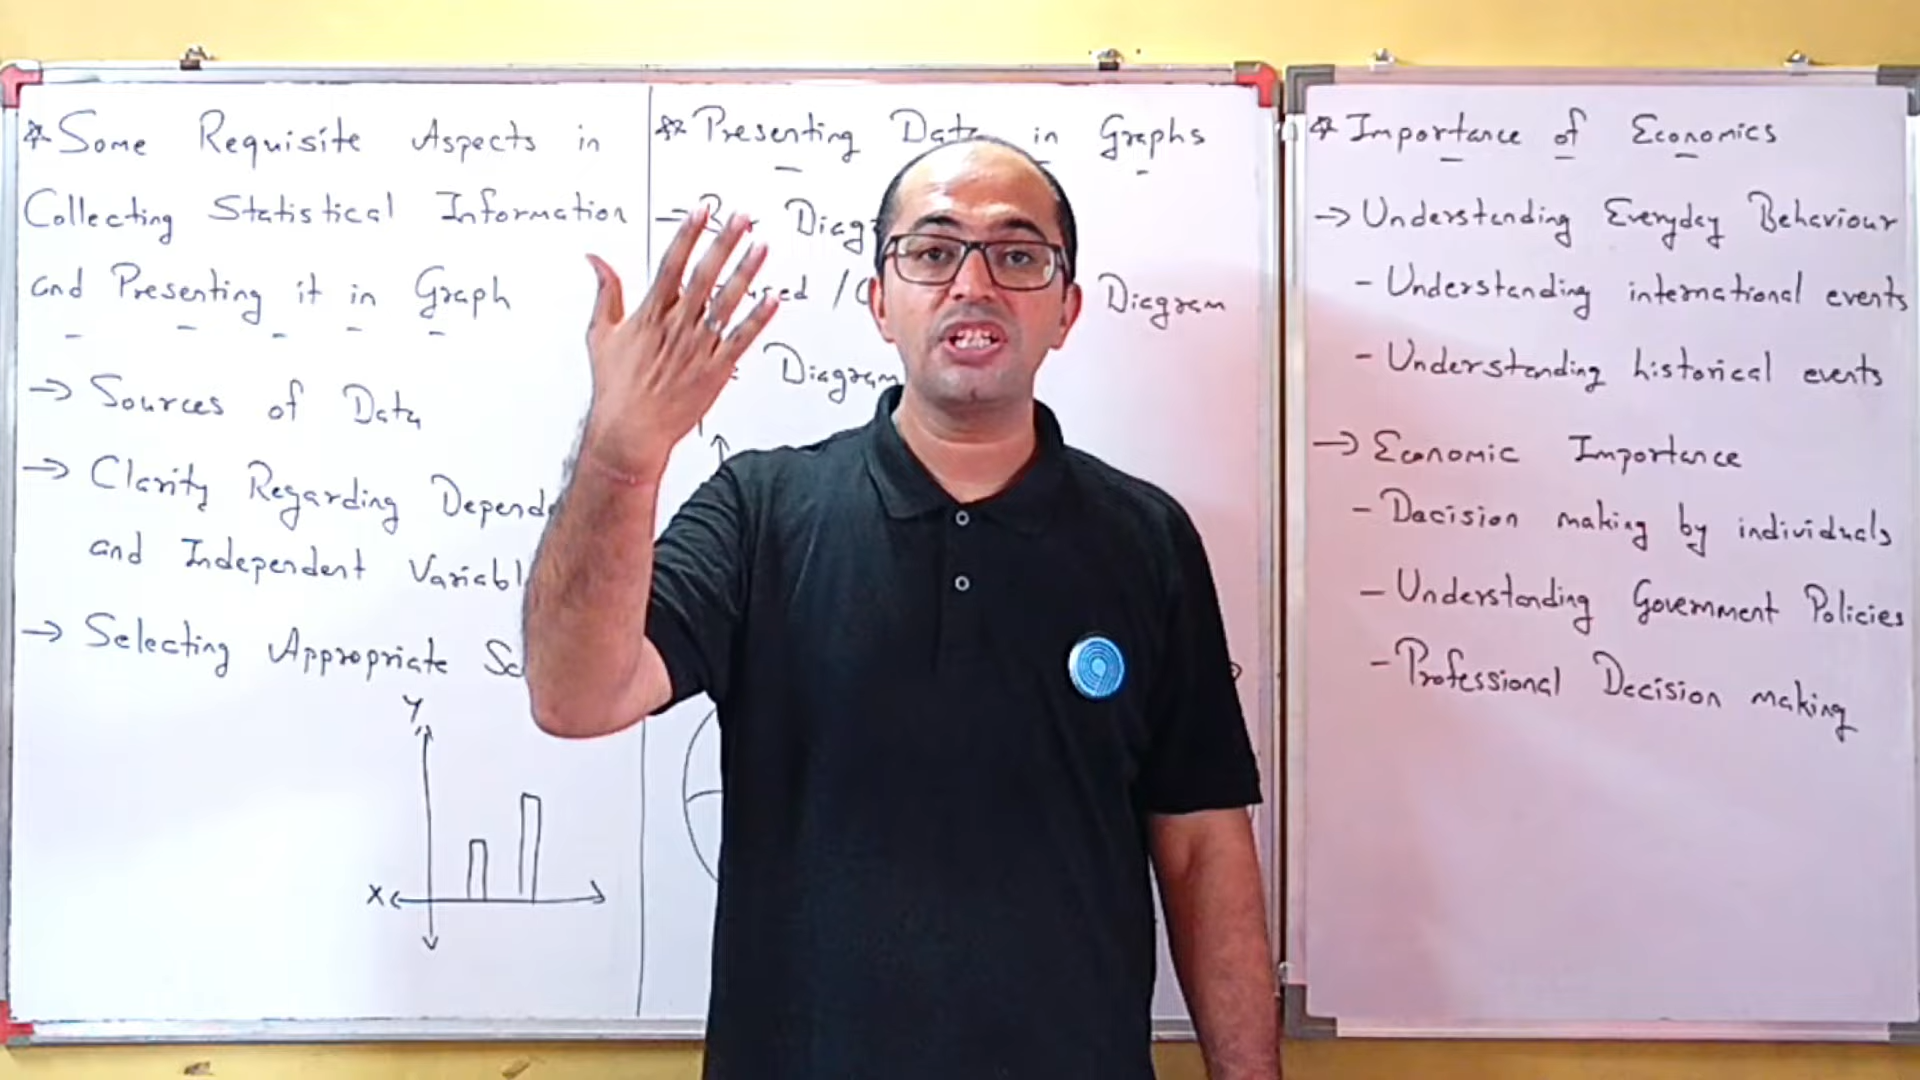 * Some Requisite Aspects in
Collecting Statistical Information
and Presenting it in Graph
→ Sources of Data
→ Clarity Regarding
and Independent
→ Selecting Appropriate
Y
X
** Presenting Data in Graphs
→ Bar
Diagram
Diagram
* Importance of Economics
→ Understanding Everyday Behaviour
- Understanding international events
- Understanding historical events
→ Economic Importance
- Decision making by individuals
- Understanding Government Policies
- Professional Decision making